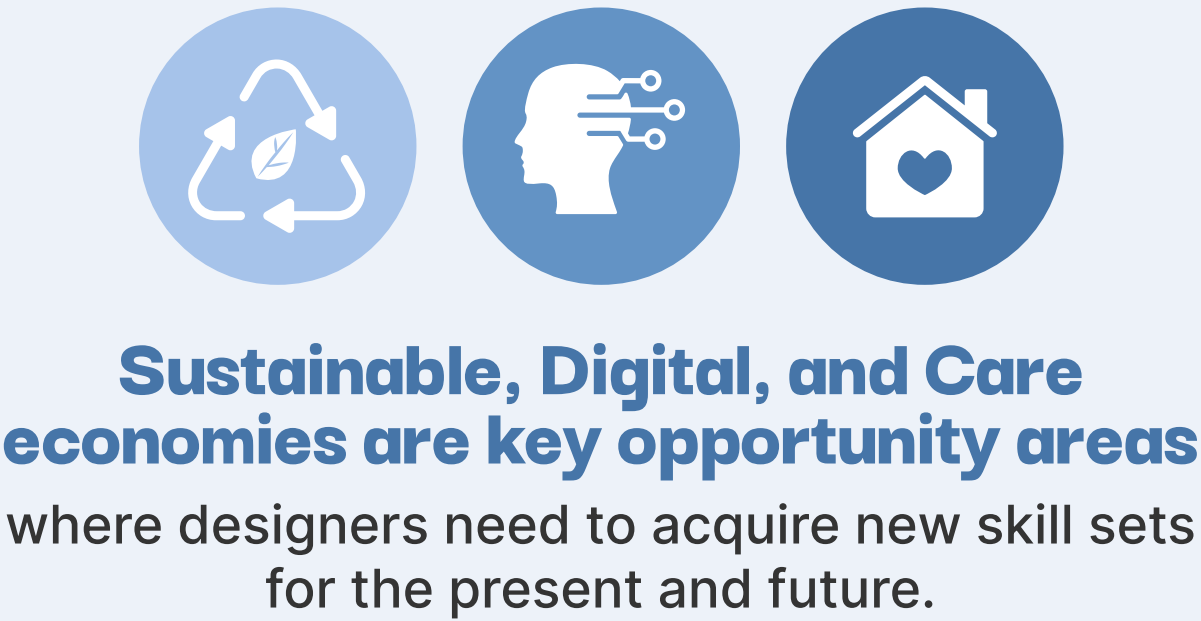 Sustainable, Digital, and Care
economies are key opportunity areas
where designers need to acquire new skill sets
for the present and future.